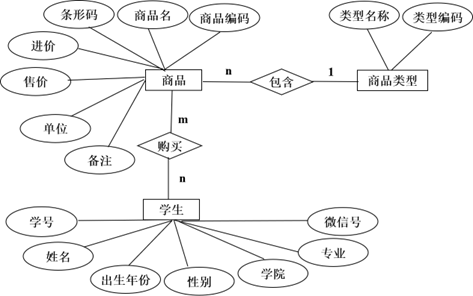 条形码
商品名
商品编码
类型名称
类型编码
进价
售价
商品
n
包含
1
商品类型
单位
m
备注
购买
n
学号
学生
微信号
姓名
专业
出生年份
性别
学院